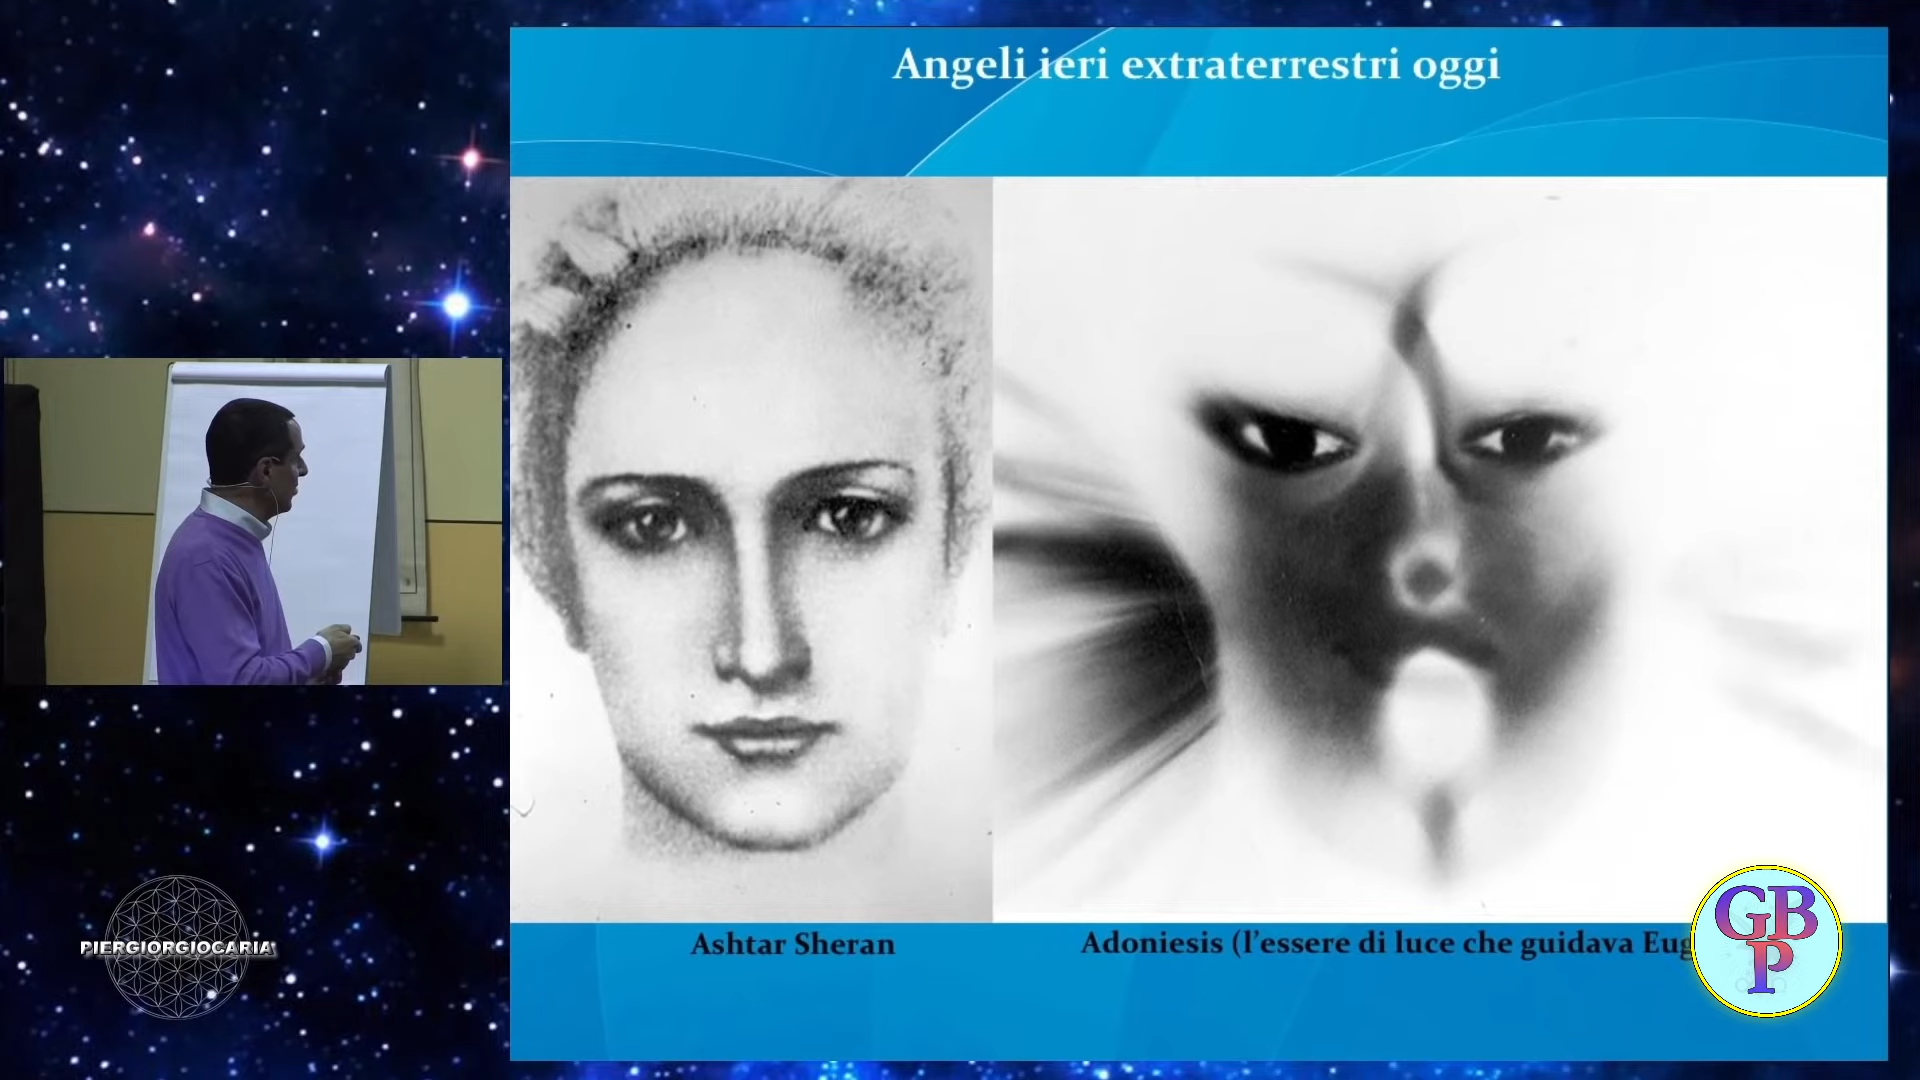 Angeli ieri extraterrestri oggi
Ashtar Sheran
Adoniesis (l'essere di luce che guidava
PIERGIORGIOCARIA
GBP